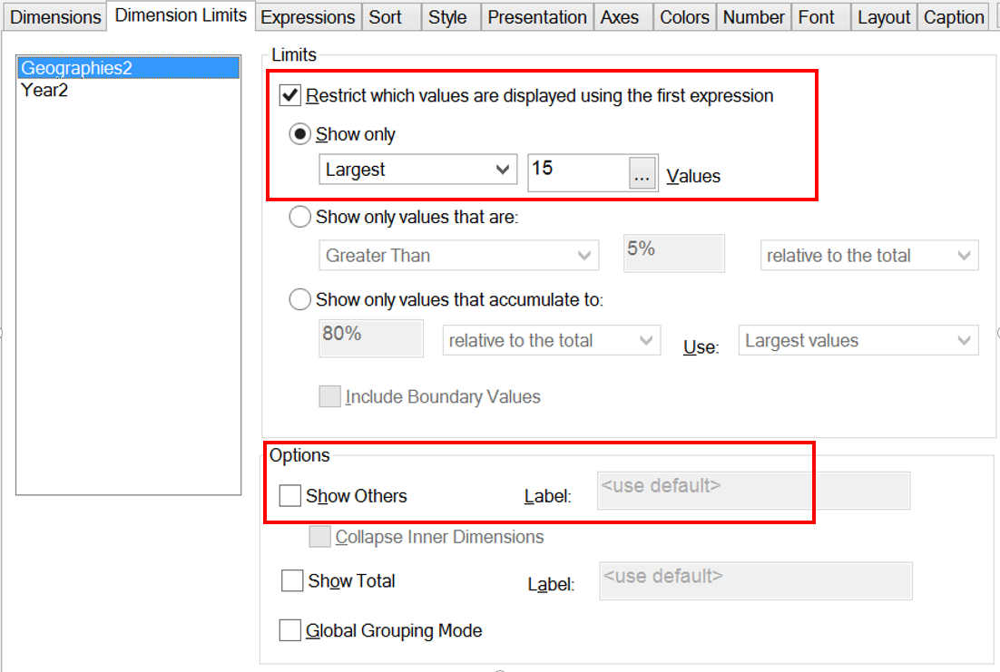 Dimensions Dimension Limits Expressions Sort Style Presentation Axes Colors Number Font Layout Caption
Geographies2
Year2
Limits
Restrict which values are displayed using the first expression
Show only
Largest 15 ... Values
Show only values that are:
Greater Than 5% relative to the total
Show only values that accumulate to:
80% relative to the total Use: Largest values
Include Boundary Values
Options
Show Others Label: <use default>
Collapse Inner Dimensions
Show Total Label: <use default>
Global Grouping Mode